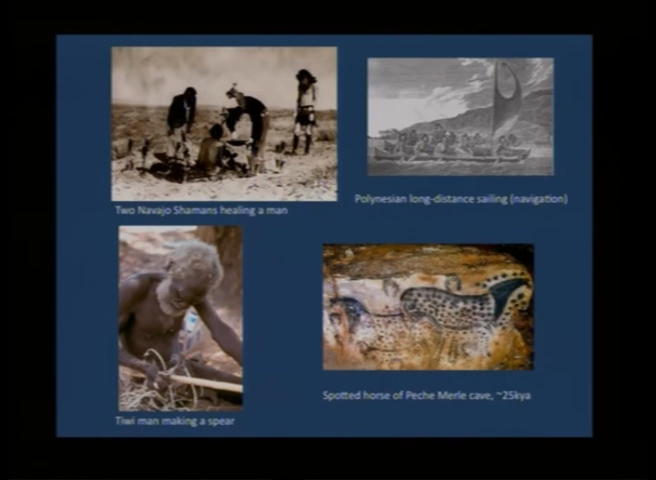 Two Navajo Shamans healing a man
Polynesian long-distance sailing (navigation)
Tiwi man making a spear
Spotted horse of Peche Merle cave, ~25kya